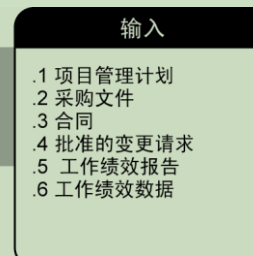 输入
.1 项目管理计划
.2 采购文件
.3 合同
.4 批准的变更请求
.5 工作绩效报告
.6 工作绩效数据